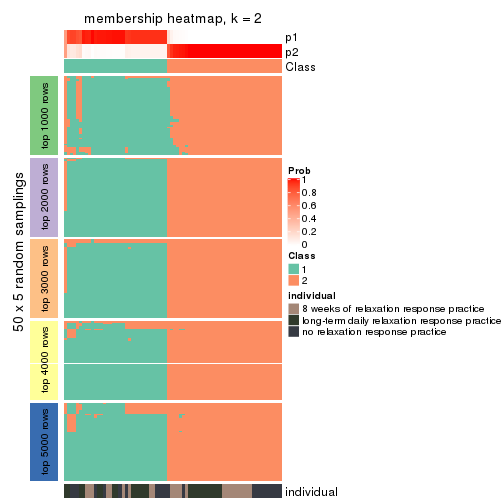 membership heatmap, k = 2
p1
p2
Class
50 x 5 random samplings
top 1000 rows
top 2000 rows
top 3000 rows
top 4000 rows
top 5000 rows
Prob
1
0.8
0.6
0.4
0.2
0
Class
1
2
individual
8 weeks of relaxation response practice
long-term daily relaxation response practice
no relaxation response practice
individual